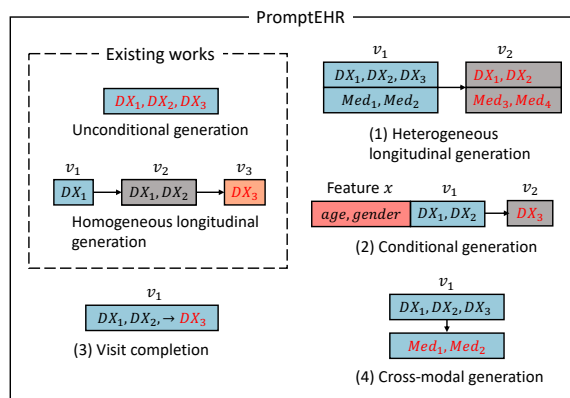 PromptEHR
Existing works
DX₁, DX₂, DX₃
Unconditional generation
v₁ v₂ v₃
DX₁ → DX₁, DX₂ → DX₃
Homogeneous longitudinal
generation
v₁
DX₁, DX₂, → DX₃
(3) Visit completion
v₁ v₂
DX₁, DX₂, DX₃ DX₁, DX₂
Med₁, Med₂ Med₃, Med₄
(1) Heterogeneous
longitudinal generation
Feature x v₁ v₂
age, gender DX₁, DX₂ DX₃
(2) Conditional generation
v₁
DX₁, DX₂, DX₃
Med₁, Med₂
(4) Cross-modal generation